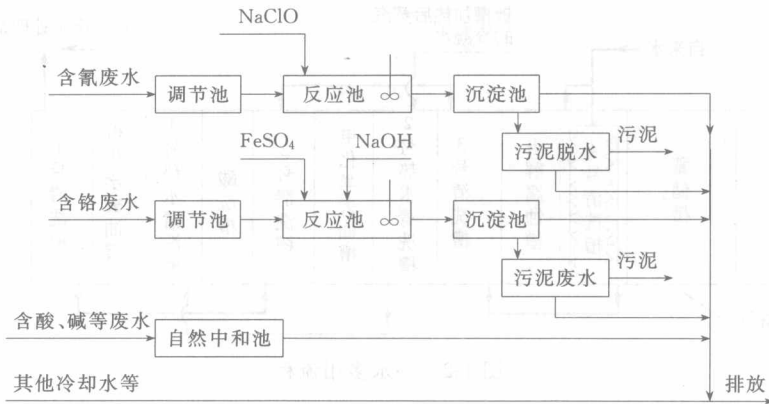 NaClO
含氰废水
调节池
反应池
沉淀池
污泥脱水
污泥
FeSO₄
NaOH
含铬废水
调节池
反应池
沉淀池
污泥废水
污泥
含酸、碱等废水
自然中和池
其他冷却水等
排放